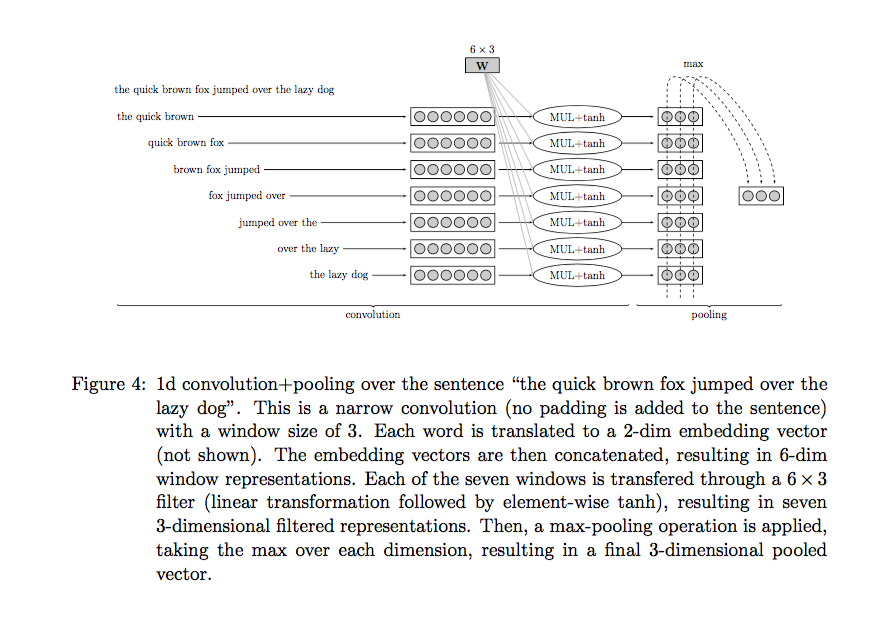 6 × 3
W
max
the quick brown fox jumped over the lazy dog
the quick brown
MUL+tanh
quick brown fox
MUL+tanh
brown fox jumped
MUL+tanh
fox jumped over
MUL+tanh
jumped over the
MUL+tanh
over the lazy
MUL+tanh
the lazy dog
MUL+tanh
convolution
pooling
Figure 4: 1d convolution+pooling over the sentence “the quick brown fox jumped over the
lazy dog”. This is a narrow convolution (no padding is added to the sentence)
with a window size of 3. Each word is translated to a 2-dim embedding vector
(not shown). The embedding vectors are then concatenated, resulting in 6-dim
window representations. Each of the seven windows is transfered through a 6 × 3
filter (linear transformation followed by element-wise tanh), resulting in seven
3-dimensional filtered representations. Then, a max-pooling operation is applied,
taking the max over each dimension, resulting in a final 3-dimensional pooled
vector.